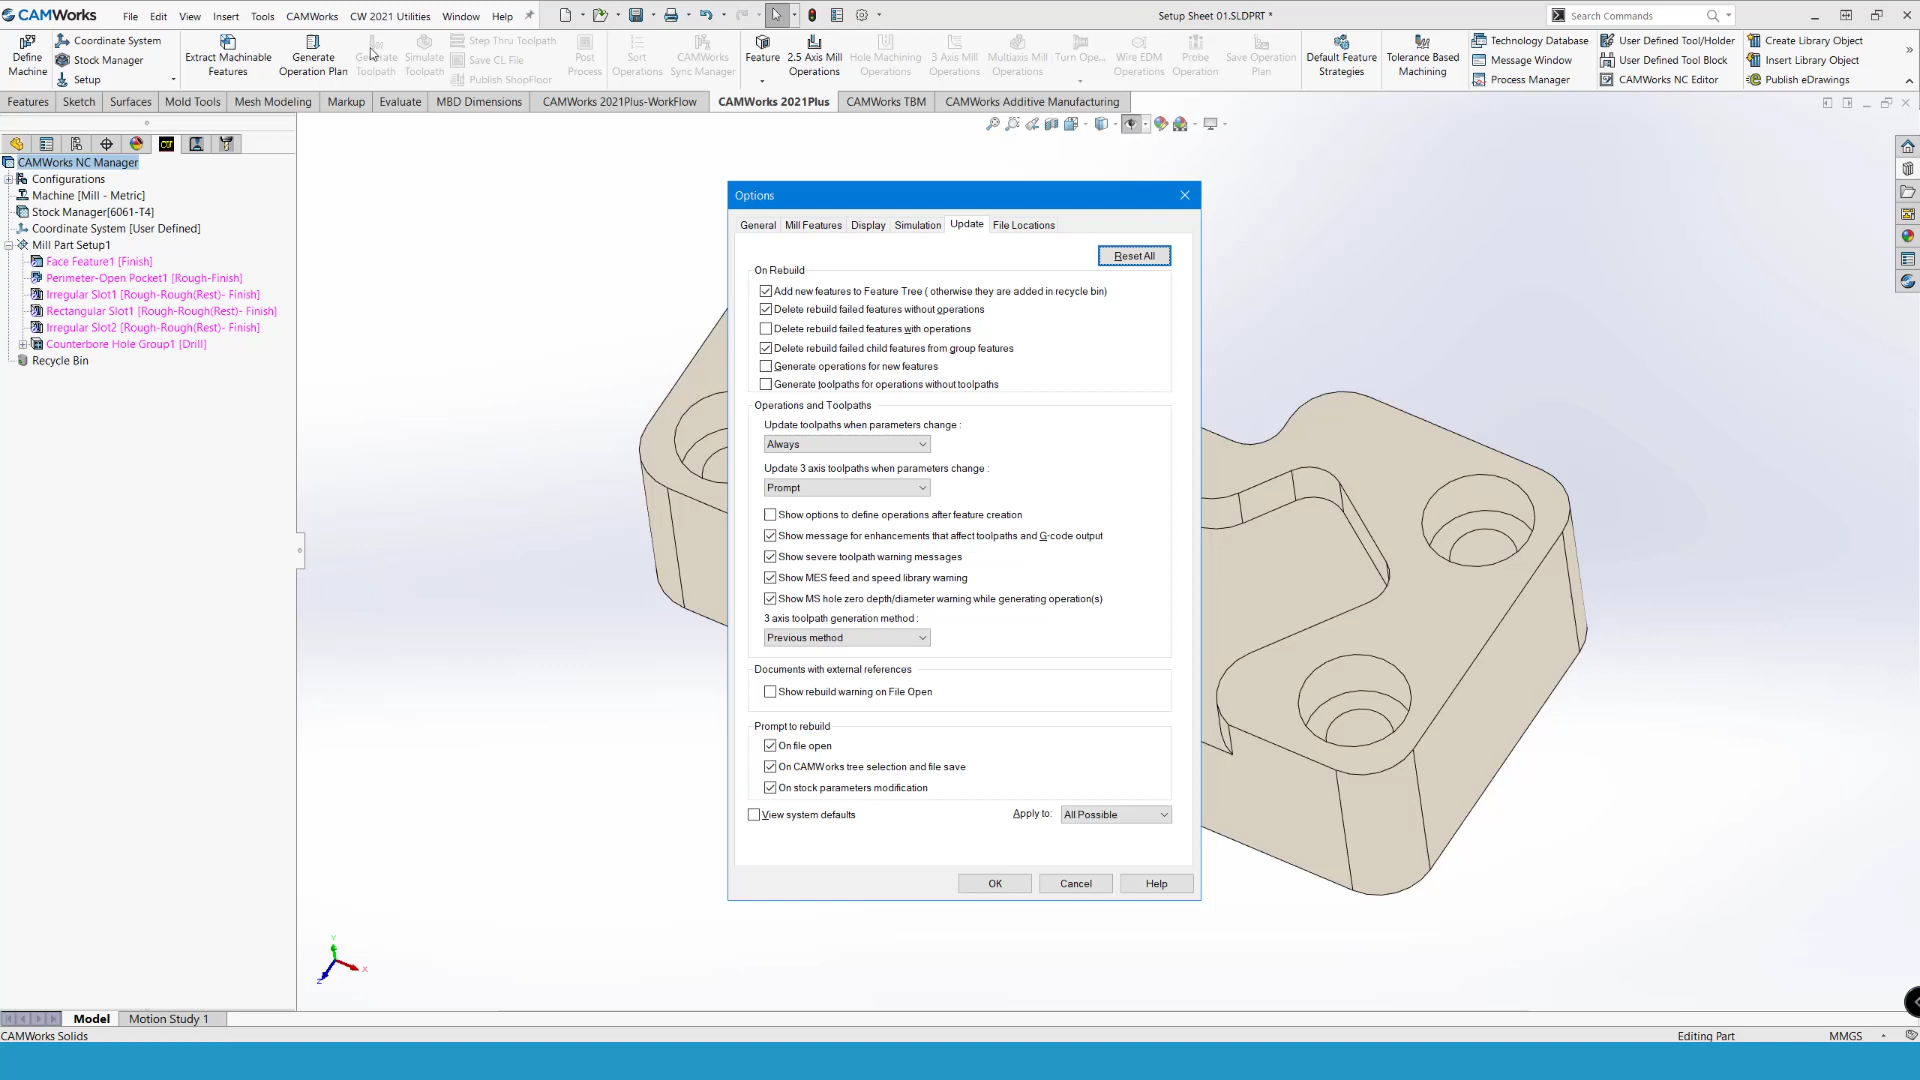 CAMWorks File Edit View Insert Tools CAMWorks CW 2021 Utilities Window Help Setup Sheet 01.SLDPRT * Search Commands
Define Machine
Coordinate System
Stock Manager
Setup
Extract Machinable Features
Generate Operation Plan
Generate Toolpath
Simulate Toolpath
Step Thru Toolpath
Save CL File
Publish ShopFloor
Post Process
Sort Operations
CAMWorks Sync Manager
Feature
2.5 Axis Mill Operations
Hole Machining Operations
3 Axis Mill Operations
Multiaxis Mill Operations
Turn Ope...
Wire EDM Operations
Probe Operation
Save Operation Plan
Default Feature Strategies
Tolerance Based Machining
Technology Database
Message Window
Process Manager
User Defined Tool/Holder
User Defined Tool Block
CAMWorks NC Editor
Create Library Object
Insert Library Object
Publish eDrawings
Features Sketch Surfaces Mold Tools Mesh Modeling Markup Evaluate MBD Dimensions CAMWorks 2021Plus-WorkFlow CAMWorks 2021Plus CAMWorks TBM CAMWorks Additive Manufacturing
CAMWorks NC Manager
Configurations
Machine [Mill - Metric]
Stock Manager[6061-T4]
Coordinate System [User Defined]
Mill Part Setup1
Face Feature1 [Finish]
Perimeter-Open Pocket1 [Rough-Finish]
Irregular Slot1 [Rough-Rough(Rest)- Finish]
Rectangular Slot1 [Rough-Rough(Rest)- Finish]
Irregular Slot2 [Rough-Rough(Rest)- Finish]
Counterbore Hole Group1 [Drill]
Recycle Bin
Options
General Mill Features Display Simulation Update File Locations
Reset All
On Rebuild
Add new features to Feature Tree ( otherwise they are added in recycle bin)
Delete rebuild failed features without operations
Delete rebuild failed features with operations
Delete rebuild failed child features from group features
Generate operations for new features
Generate toolpaths for operations without toolpaths
Operations and Toolpaths
Update toolpaths when parameters change :
Always
Update 3 axis toolpaths when parameters change :
Prompt
Show options to define operations after feature creation
Show message for enhancements that affect toolpaths and G-code output
Show severe toolpath warning messages
Show MES feed and speed library warning
Show MS hole zero depth/diameter warning while generating operation(s)
3 axis toolpath generation method :
Previous method
Documents with external references
Show rebuild warning on File Open
Prompt to rebuild
On file open
On CAMWorks tree selection and file save
On stock parameters modification
View system defaults Apply to: All Possible
OK Cancel Help
Y
X
Z
Model Motion Study 1
CAMWorks Solids Editing Part MMGS